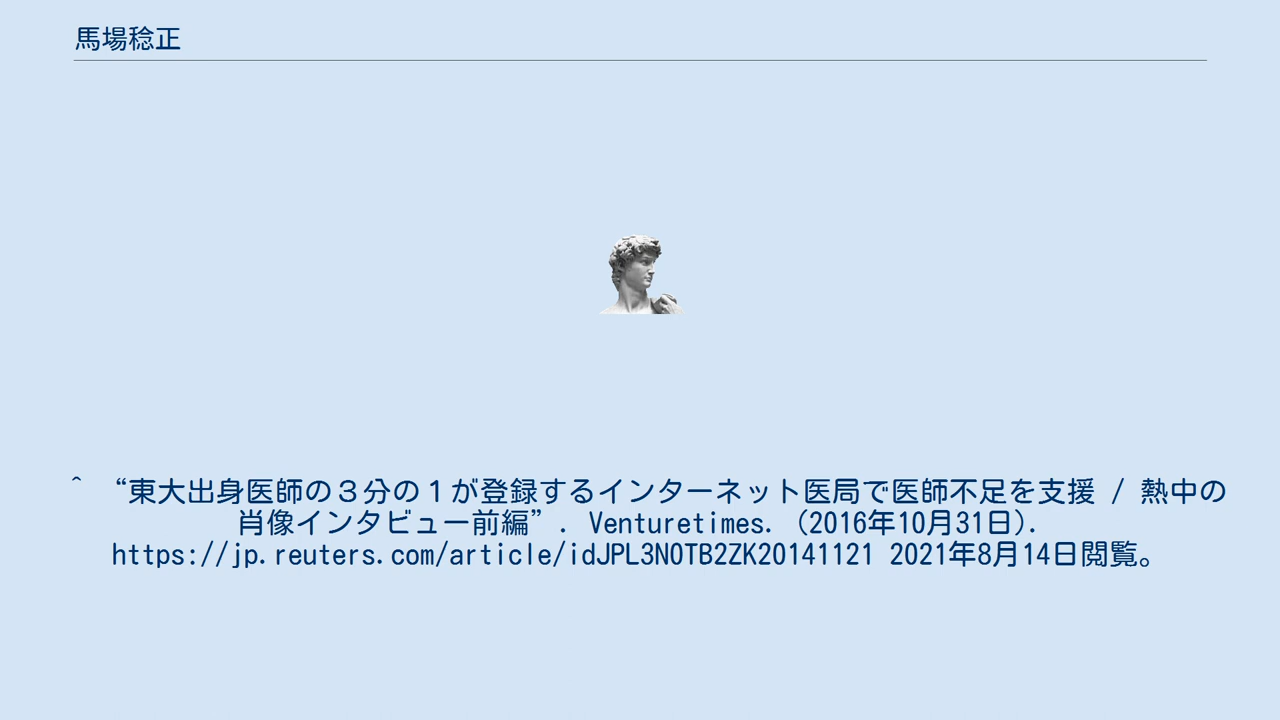 馬場稔正
^ “東大出身医師の３分の１が登録するインターネット医局で医師不足を支援 / 熱中の
肖像インタビュー前編”. Venturetimes. (2016年10月31日).
https://jp.reuters.com/article/idJPL3N0TB2ZK20141121 2021年8月14日閲覧。